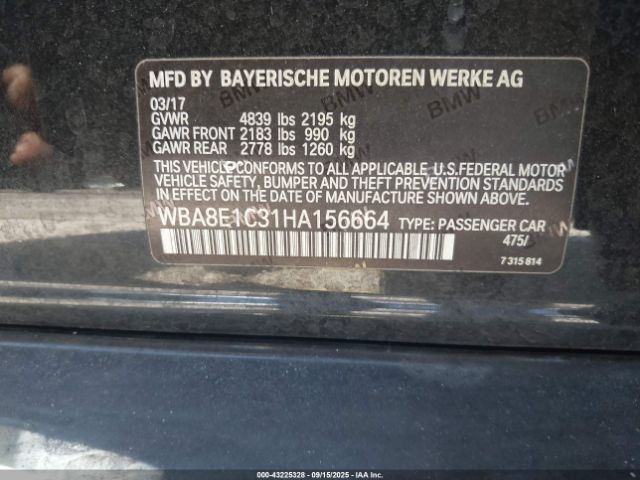 MFD BY BAYERISCHE MOTOREN WERKE AG
03/17
GVWR 4839 lbs 2195 kg
GAWR FRONT 2183 lbs 990 kg
GAWR REAR 2778 lbs 1260 kg
THIS VEHICLE CONFORMS TO ALL APPLICABLE U.S.FEDERAL MOTOR
VEHICLE SAFETY, BUMPER AND THEFT PREVENTION STANDARDS
IN EFFECT ON THE DATE OF MANUFACTURE SHOWN ABOVE.
WBA8E1C31HA156664 TYPE: PASSENGER CAR
475/
7 315 814
000-43225328 - 09/15/2025 - IAAI.COM